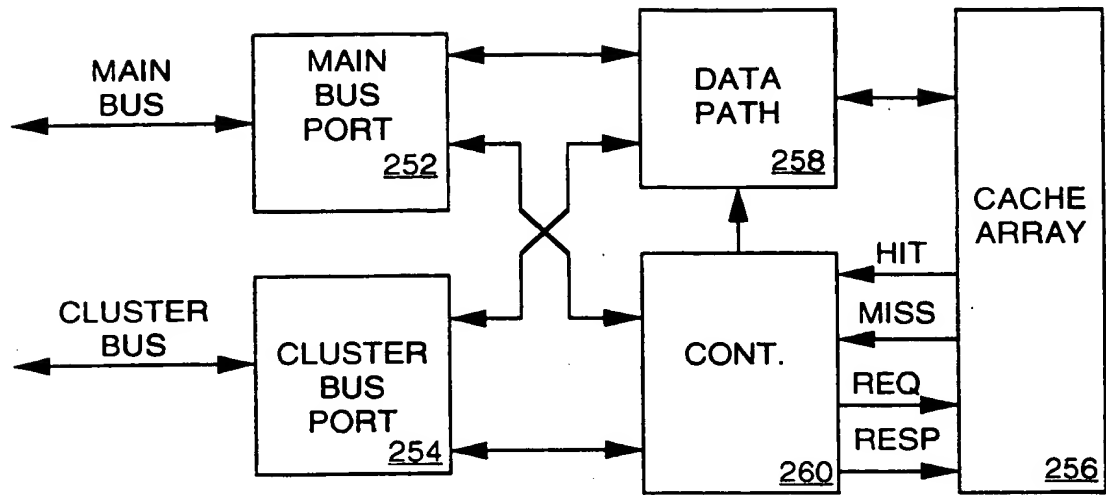 MAIN
BUS
MAIN
BUS
PORT
252
DATA
PATH
258
CACHE
ARRAY
256
CLUSTER
BUS
CLUSTER
BUS
PORT
254
CONT.
260
HIT
MISS
REQ
RESP